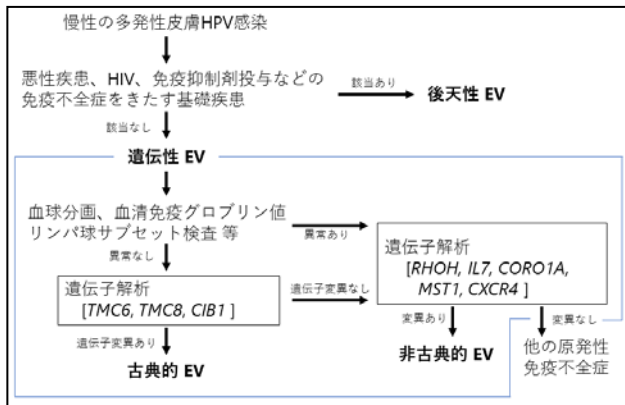 慢性の多発性皮膚HPV感染
悪性疾患、HIV、免疫抑制剤投与などの
免疫不全症をきたす基礎疾患
該当あり
後天性 EV
該当なし
遺伝性 EV
血球分画、血清免疫グロブリン値
リンパ球サブセット検査 等
異常あり
異常なし
遺伝子解析
[RHOH, IL7, CORO1A,
MST1, CXCR4 ]
遺伝子解析
[TMC6, TMC8, CIB1 ]
遺伝子変異なし
遺伝子変異あり
変異あり
変異なし
古典的 EV
非古典的 EV
他の原発性
免疫不全症